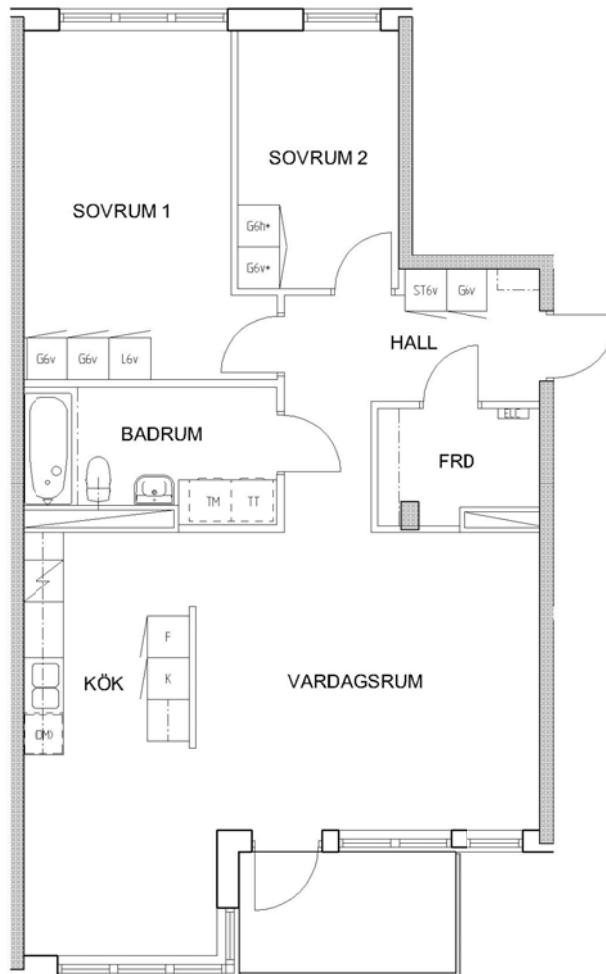 SOVRUM 2
SOVRUM 1
G6h*
G6v*
ST6v
G6v
HALL
G6v
G6v
L6v
BADRUM
ELC
FRD
TM
TT
F
K
KÖK
VARDAGSRUM
(DM)